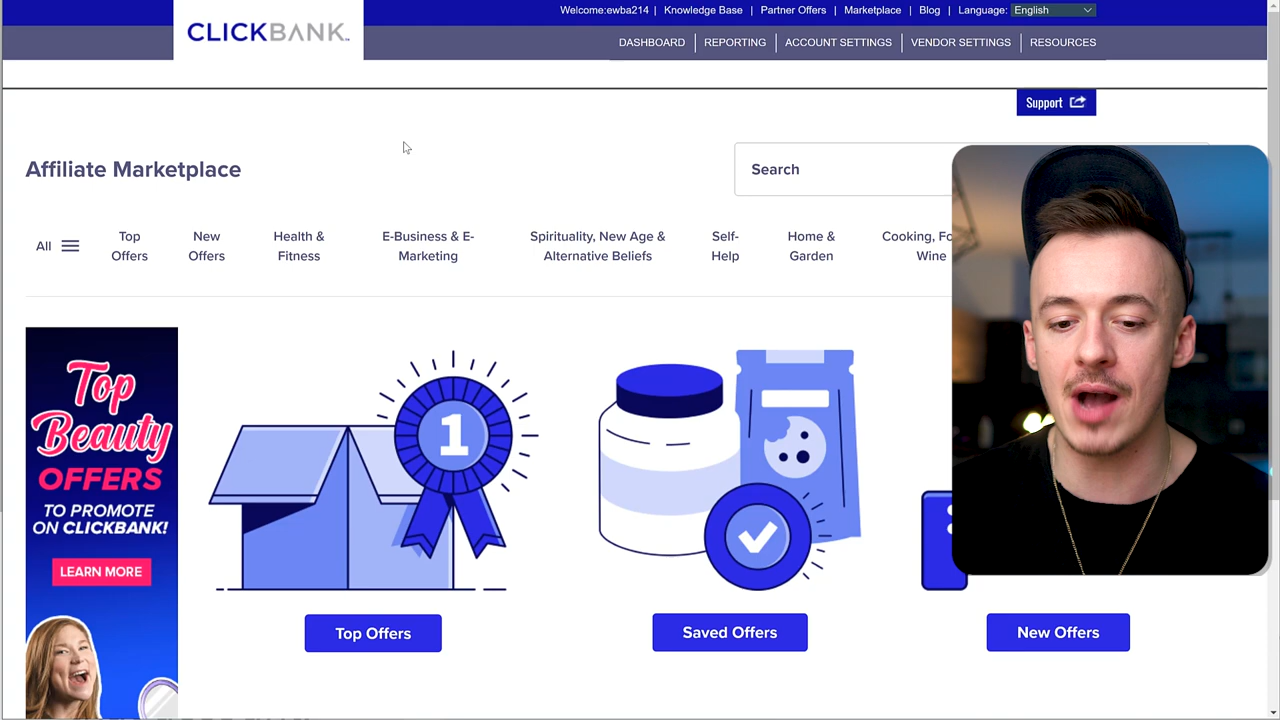 Welcome:ewba214 | Knowledge Base | Partner Offers | Marketplace | Blog | Language: English
CLICKBANK
DASHBOARD | REPORTING | ACCOUNT SETTINGS | VENDOR SETTINGS | RESOURCES
Support
Affiliate Marketplace
Search
All
Top
Offers
New
Offers
Health &
Fitness
E-Business & E-
Marketing
Spirituality, New Age &
Alternative Beliefs
Self-
Help
Home &
Garden
Cooking, Fo
Wine
Top
Beauty
OFFERS
TO PROMOTE
ON CLICKBANK!
LEARN MORE
1
Top Offers
Saved Offers
New Offers